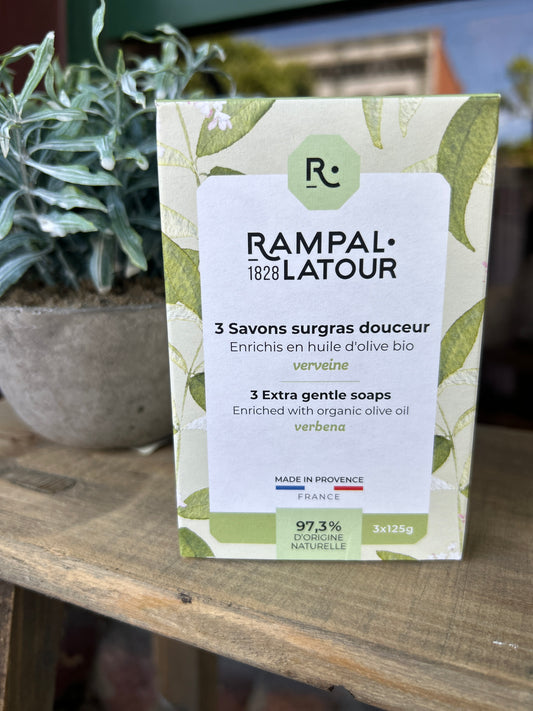 R.
RAMPAL.
1828 LATOUR
3 Savons surgras douceur
Enrichis en huile d'olive bio
verveine
3 Extra gentle soaps
Enriched with organic olive oil
verbena
MADE IN PROVENCE
FRANCE
97,3%
D'ORIGINE
NATURELLE
3x125g